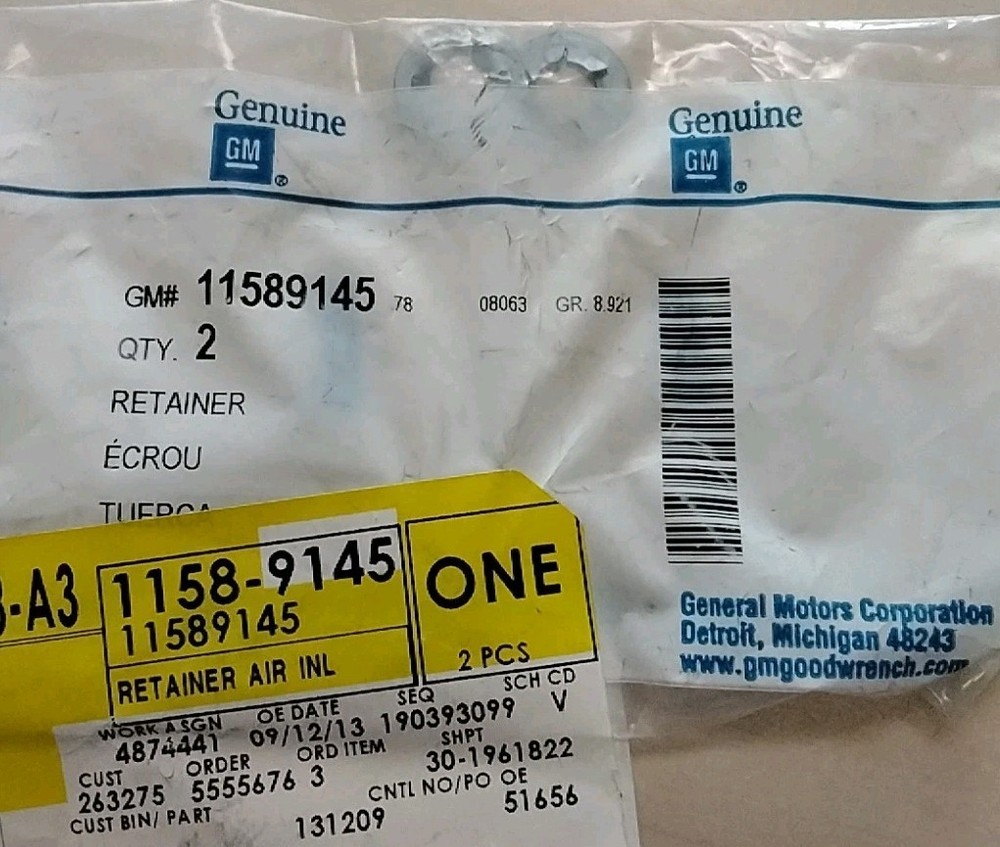 Genuine
GM®
Genuine
GM®
GM# 11589145 78 08063 GR. 8.921
QTY. 2
RETAINER
ÉCROU
TUERCA
General Motors Corporation
Detroit, Michigan 48243
www.gmgoodwrench.com
-A3
1158-9145
11589145
RETAINER AIR INL
ONE
2 PCS
WORK ASGN OE DATE SEQ SCH CD
4874441 09/12/13 190393099 V
CUST ORDER ORD ITEM SHPT
263275 5555676 3 30-1961822
CUST BIN/ PART CNTL NO/PO OE
131209 51656